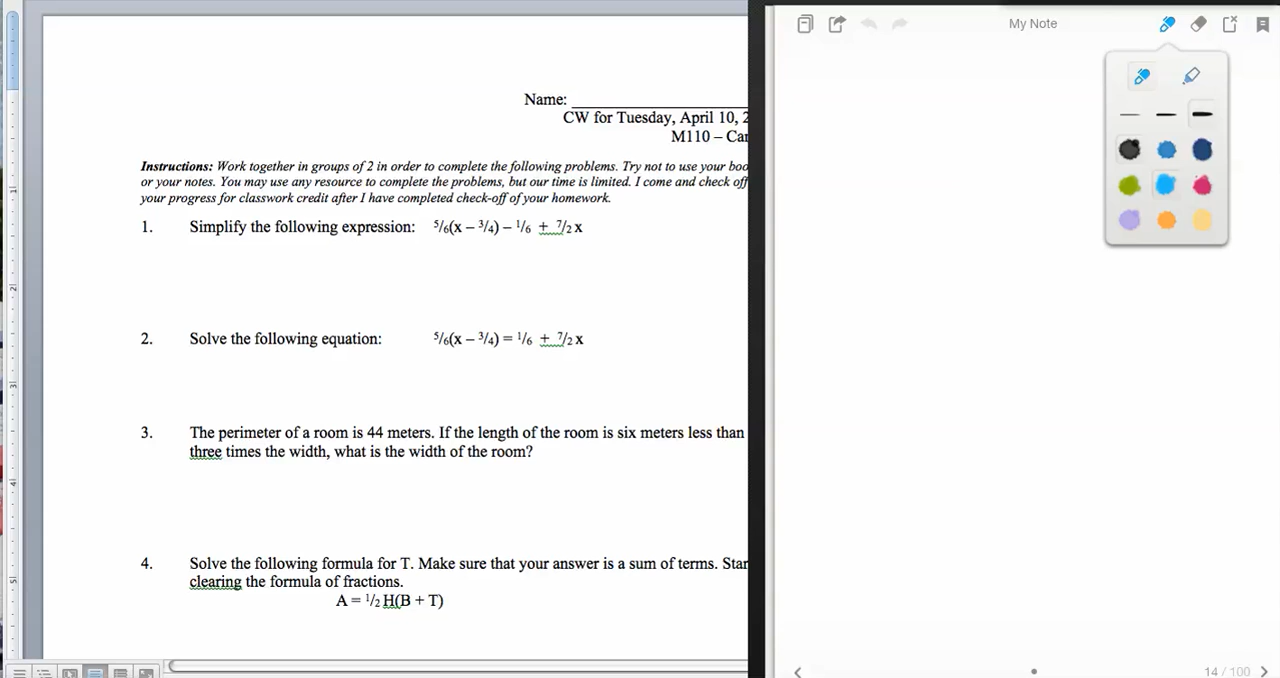 My Note
Name: ____________________
CW for Tuesday, April 10, 2
M110 – Car
Instructions: Work together in groups of 2 in order to complete the following problems. Try not to use your boo
or your notes. You may use any resource to complete the problems, but our time is limited. I come and check off
your progress for classwork credit after I have completed check-off of your homework.
1. Simplify the following expression: 5/6(x – 3/4) – 1/6 + 7/2 x
2. Solve the following equation: 5/6(x – 3/4) = 1/6 + 7/2 x
3. The perimeter of a room is 44 meters. If the length of the room is six meters less than
three times the width, what is the width of the room?
4. Solve the following formula for T. Make sure that your answer is a sum of terms. Star
clearing the formula of fractions.
A = 1/2 H(B + T)
14 / 100